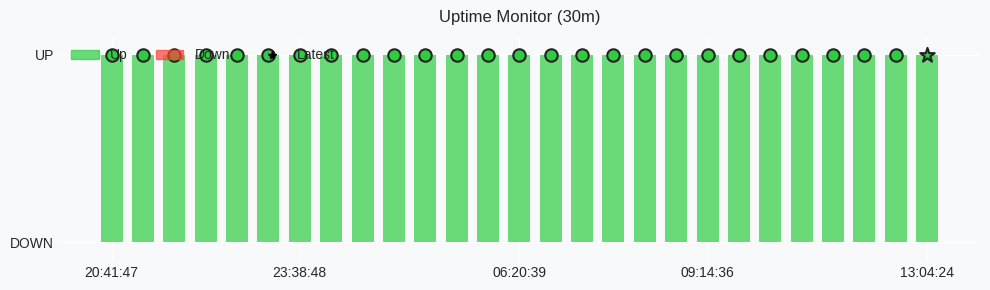 Uptime Monitor (30m)
UP
Up Down Latest
DOWN
20:41:47 23:38:48 06:20:39 09:14:36 13:04:24